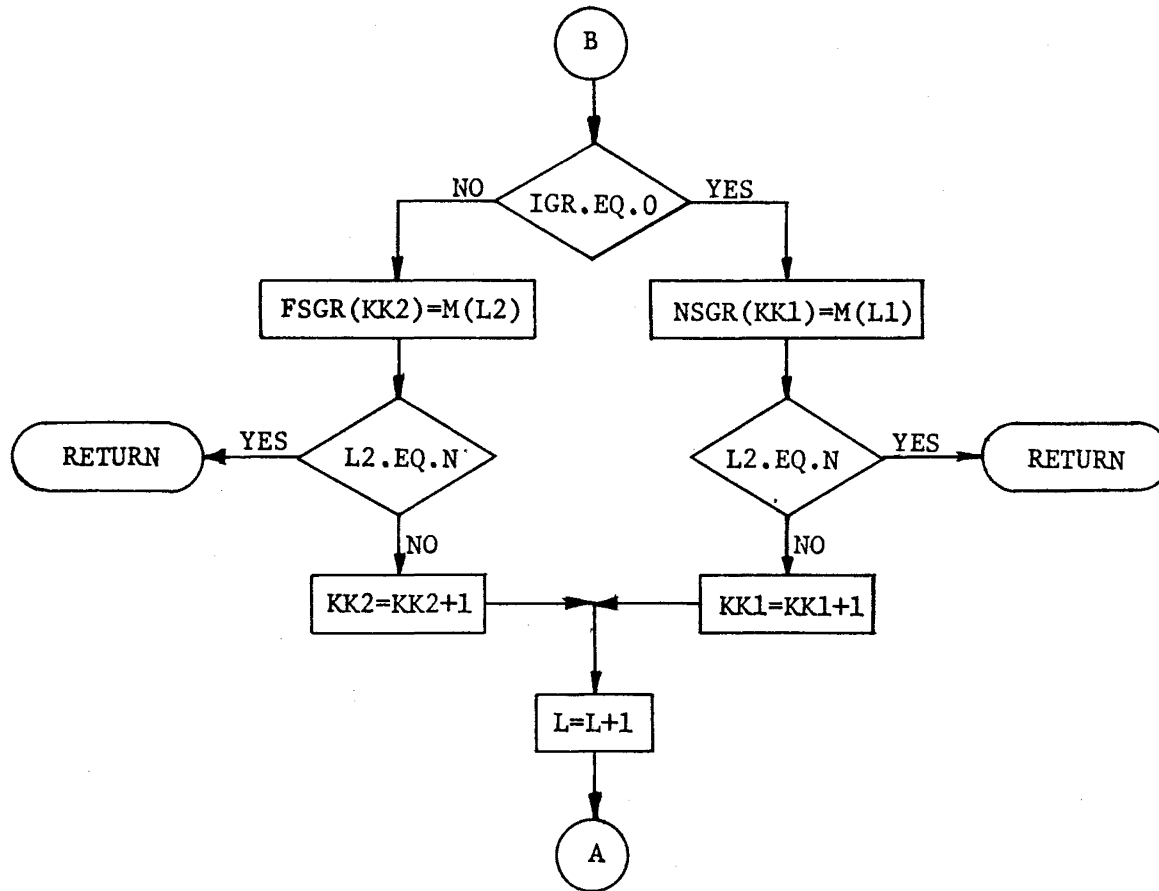 B
IGR.EQ.0
NO
YES
FSGR(KK2)=M(L2)
NSGR(KK1)=M(L1)
RETURN
YES
L2.EQ.N
L2.EQ.N
YES
RETURN
NO
NO
KK2=KK2+1
KK1=KK1+1
L=L+1
A